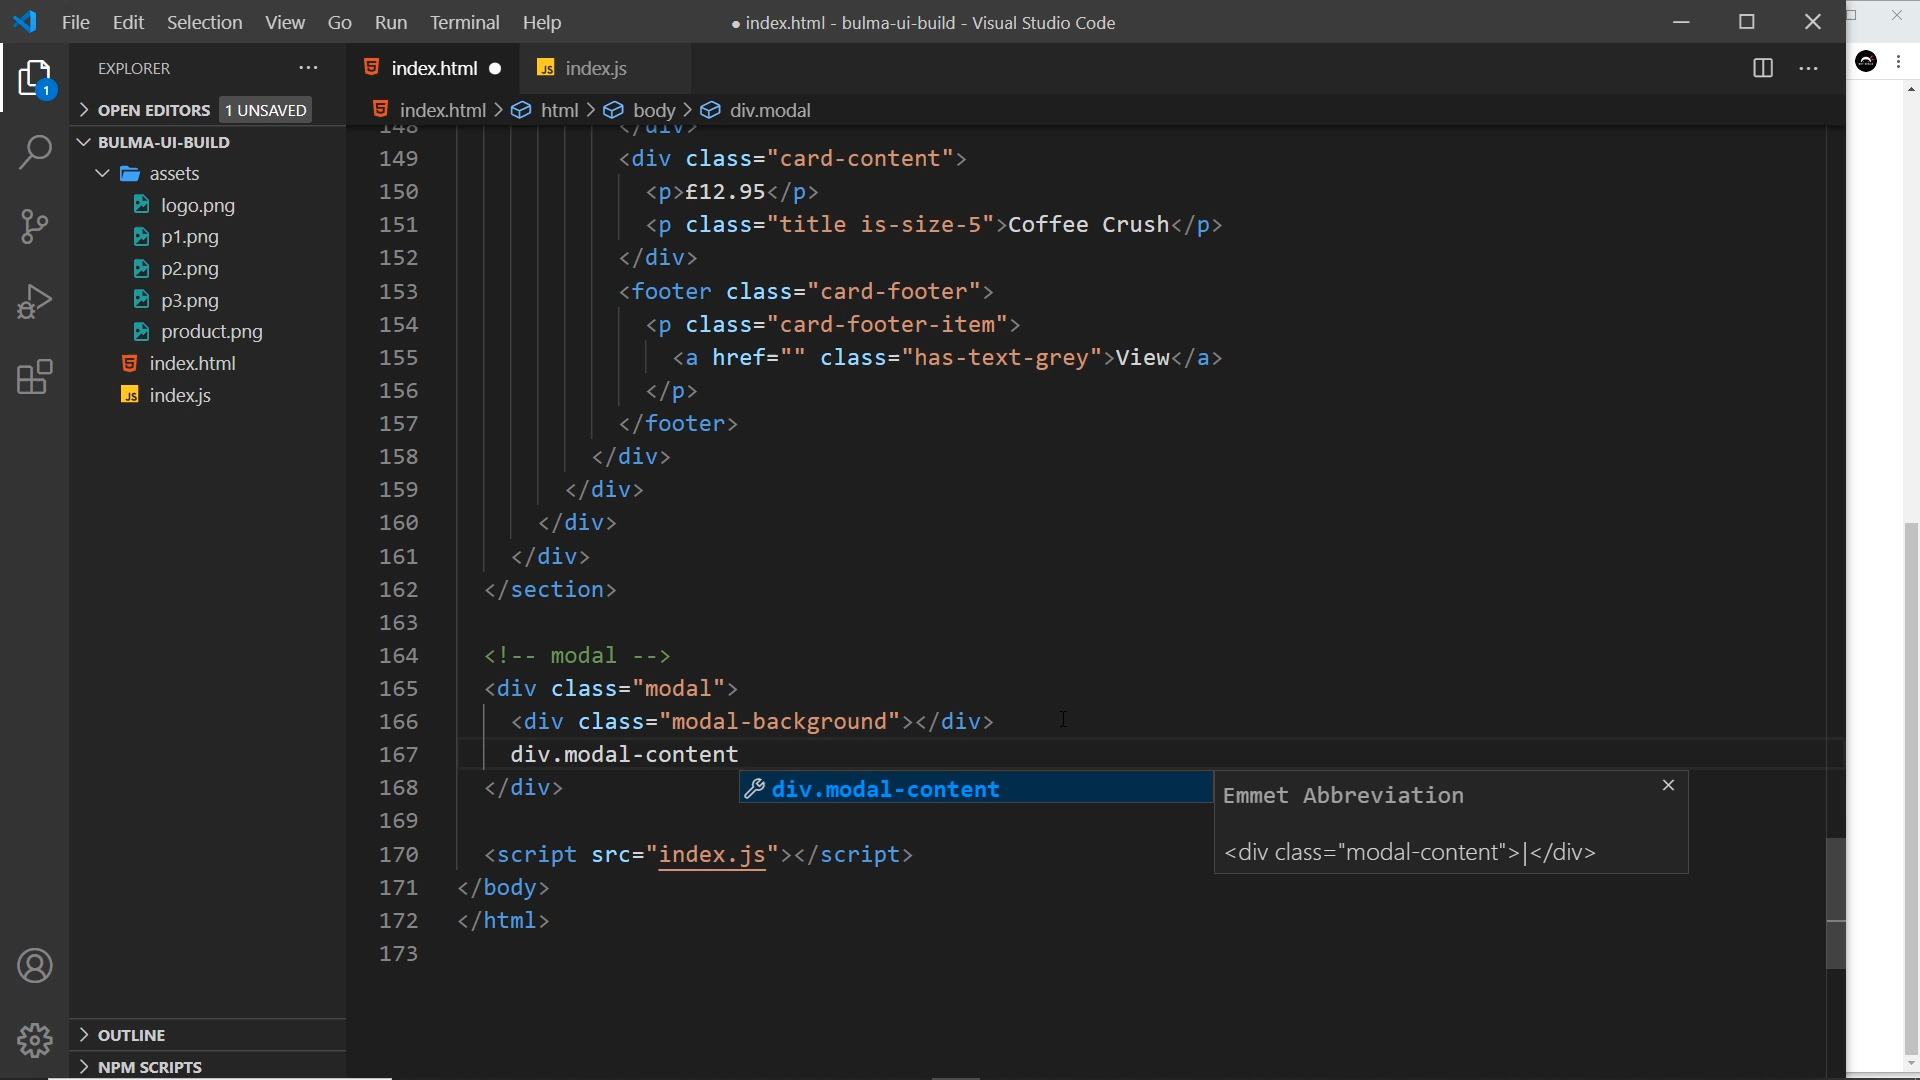 File Edit Selection View Go Run Terminal Help
● index.html - bulma-ui-build - Visual Studio Code
EXPLORER
index.html
JS index.js
1
OPEN EDITORS 1 UNSAVED
index.html > html > body > div.modal
BULMA-UI-BUILD
assets
logo.png
p1.png
p2.png
p3.png
product.png
index.html
JS index.js
OUTLINE
NPM SCRIPTS
148 </div>
149 <div class="card-content">
150 <p>£12.95</p>
151 <p class="title is-size-5">Coffee Crush</p>
152 </div>
153 <footer class="card-footer">
154 <p class="card-footer-item">
155 <a href="" class="has-text-grey">View</a>
156 </p>
157 </footer>
158 </div>
159 </div>
160 </div>
161 </div>
162 </section>
163
164 <!-- modal -->
165 <div class="modal">
166 <div class="modal-background"></div>
167 div.modal-content
168 </div>
div.modal-content
Emmet Abbreviation
<div class="modal-content">|</div>
169
170 <script src="index.js"></script>
171 </body>
172 </html>
173